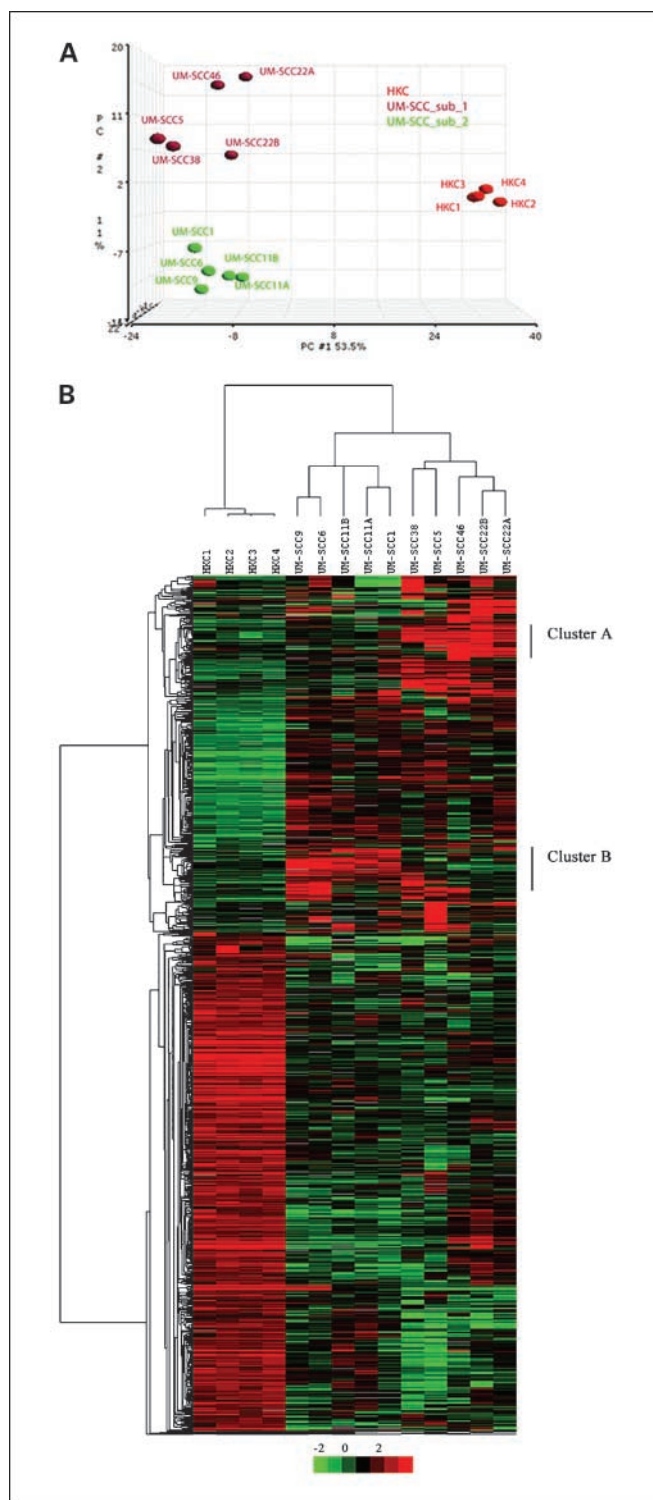 A
20
11
2
-7
-24
-8
8
24
40
PC #1 53.5%
UM-SCC46
UM-SCC22A
UM-SCC5
UM-SCC38
UM-SCC22B
HKC
UM-SCC_sub_1
UM-SCC_sub_2
HKC3
HKC4
HKC1
HKC2
UM-SCC1
UM-SCC6
UM-SCC11B
UM-SCC9
UM-SCC11A
B
HKC1
HKC2
HKC3
HKC4
UM-SCC9
UM-SCC6
UM-SCC11B
UM-SCC11A
UM-SCC1
UM-SCC38
UM-SCC5
UM-SCC46
UM-SCC22B
UM-SCC22A
Cluster A
Cluster B
-2 0 2